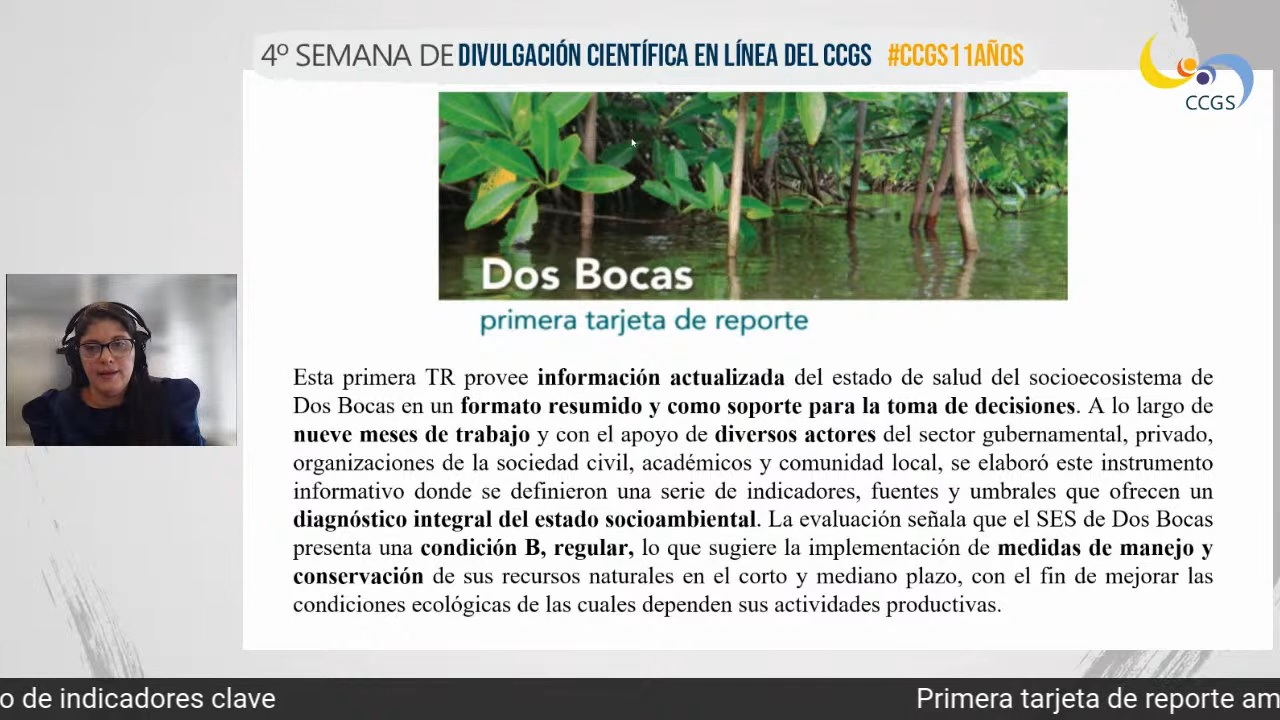 4º SEMANA DE DIVULGACIÓN CIENTÍFICA EN LÍNEA DEL CCGS #CCGS11AÑOS
CCGS
Dos Bocas
primera tarjeta de reporte
Esta primera TR provee información actualizada del estado de salud del socioecosistema de
Dos Bocas en un formato resumido y como soporte para la toma de decisiones. A lo largo de
nueve meses de trabajo y con el apoyo de diversos actores del sector gubernamental, privado,
organizaciones de la sociedad civil, académicos y comunidad local, se elaboró este instrumento
informativo donde se definieron una serie de indicadores, fuentes y umbrales que ofrecen un
diagnóstico integral del estado socioambiental. La evaluación señala que el SES de Dos Bocas
presenta una condición B, regular, lo que sugiere la implementación de medidas de manejo y
conservación de sus recursos naturales en el corto y mediano plazo, con el fin de mejorar las
condiciones ecológicas de las cuales dependen sus actividades productivas.
o de indicadores clave
Primera tarjeta de reporte am